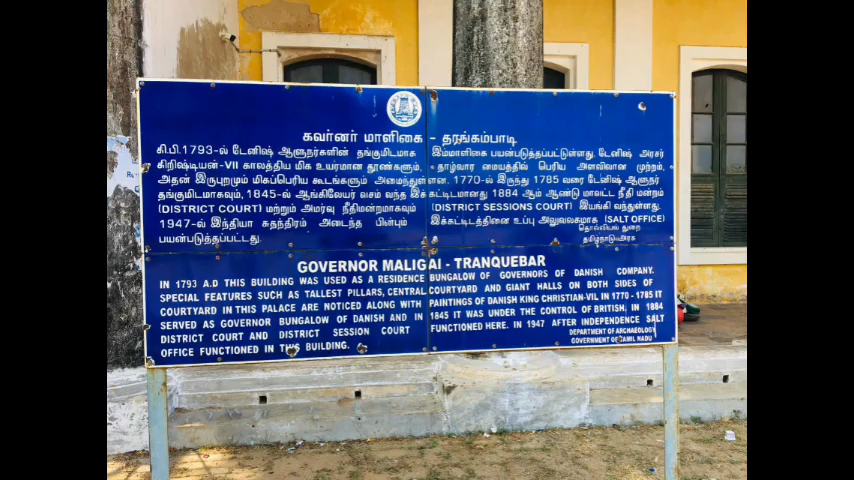 கவர்னர் மாளிகை - தரங்கம்பாடி
கி.பி.1793-ல் டேனிஷ் ஆளுநர்களின் தங்குமிடமாக இம்மாளிகை பயன்படுத்தப்பட்டுள்ளது. டேனிஷ் அரசர்
கிறிஷ்டியன்-VII காலத்திய மிக உயரமான தூண்களும், தாழ்வார மையத்தில் பெரிய அளவிலான முற்றம்,
அதன் இருபுறமும் மிகப்பெரிய கூடங்களும் அமைந்துள்ளன. 1770-ல் இருந்து 1785 வரை டேனிஷ் ஆளுநர்
தங்குமிடமாகவும், 1845-ல் ஆங்கிலேயர் வசம் வந்த இக்கட்டிடமானது 1884 ஆம் ஆண்டு மாவட்ட நீதி மன்றம்
(DISTRICT COURT) மற்றும் அமர்வு நீதிமன்றமாகவும் (DISTRICT SESSIONS COURT) இயங்கி வந்துள்ளது.
1947-ல் இந்தியா சுதந்திரம் அடைந்த பின்பும் இக்கட்டிடத்தினை உப்பு அலுவலகமாக (SALT OFFICE)
பயன்படுத்தப்பட்டது.
தொல்லியல் துறை
தமிழ்நாடு அரசு
GOVERNOR MALIGAI - TRANQUEBAR
IN 1793 A.D THIS BUILDING WAS USED AS A RESIDENCE BUNGALOW OF GOVERNORS OF DANISH COMPANY.
SPECIAL FEATURES SUCH AS TALLEST PILLARS, CENTRAL COURTYARD AND GIANT HALLS ON BOTH SIDES OF
COURTYARD IN THIS PALACE ARE NOTICED ALONG WITH PAINTINGS OF DANISH KING CHRISTIAN-VII. IN 1770 - 1785 IT
SERVED AS GOVERNOR BUNGALOW OF DANISH AND IN 1845 IT WAS UNDER THE CONTROL OF BRITISH, IN 1884
DISTRICT COURT AND DISTRICT SESSION COURT FUNCTIONED HERE. IN 1947 AFTER INDEPENDENCE SALT
OFFICE FUNCTIONED IN THIS BUILDING.
DEPARTMENT OF ARCHAEOLOGY
GOVERNMENT OF TAMIL NADU